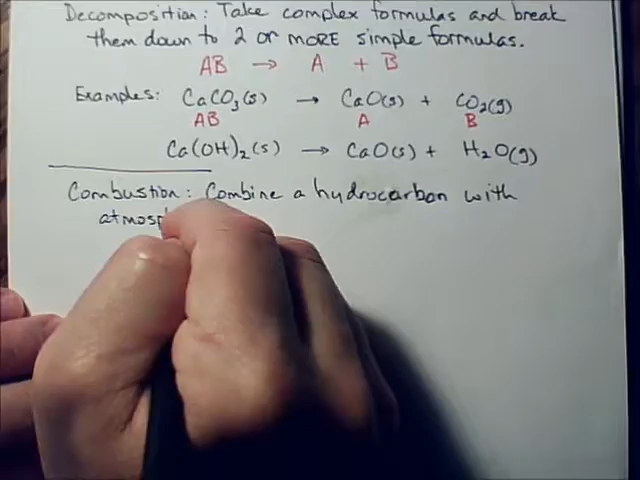 Decomposition: Take complex formulas and break
them down to 2 or MORE simple formulas.
AB → A + B
Examples: CaCO₃(s) → CaO(s) + CO₂(g)
AB A B
Ca(OH)₂(s) → CaO(s) + H₂O(g)
Combustion: Combine a hydrocarbon with